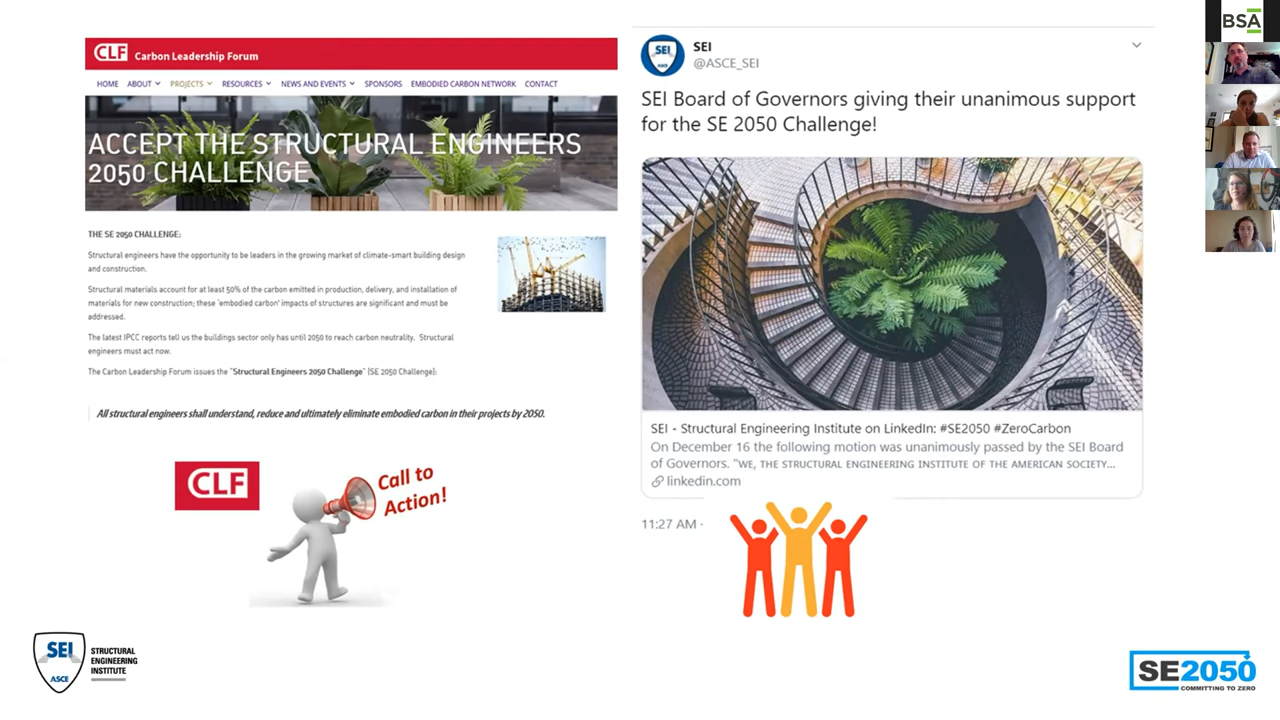 CLF Carbon Leadership Forum
HOME ABOUT PROJECTS RESOURCES NEWS AND EVENTS SPONSORS EMBODIED CARBON NETWORK CONTACT
ACCEPT THE STRUCTURAL ENGINEERS
2050 CHALLENGE
THE SE 2050 CHALLENGE:
Structural engineers have the opportunity to be leaders in the growing market of climate-smart building design
and construction.
Structural materials account for at least 50% of the carbon emitted in production, delivery, and installation of
materials for new construction; these 'embodied carbon' impacts of structures are significant and must be
addressed.
The latest IPCC reports tell us the buildings sector only has until 2050 to reach carbon neutrality. Structural
engineers must act now.
The Carbon Leadership Forum issues the "Structural Engineers 2050 Challenge" [SE 2050 Challenge]:
All structural engineers shall understand, reduce and ultimately eliminate embodied carbon in their projects by 2050.
CLF
Call to
Action!
SEI
SEI
@ASCE_SEI
SEI Board of Governors giving their unanimous support
for the SE 2050 Challenge!
SEI - Structural Engineering Institute on LinkedIn: #SE2050 #ZeroCarbon
On December 16 the following motion was unanimously passed by the SEI Board
of Governors. "WE, THE STRUCTURAL ENGINEERING INSTITUTE OF THE AMERICAN SOCIETY...
linkedin.com
11:27 AM ·
BSA
SEI
ASCE
STRUCTURAL
ENGINEERING
INSTITUTE
SE2050
COMMITTING TO ZERO